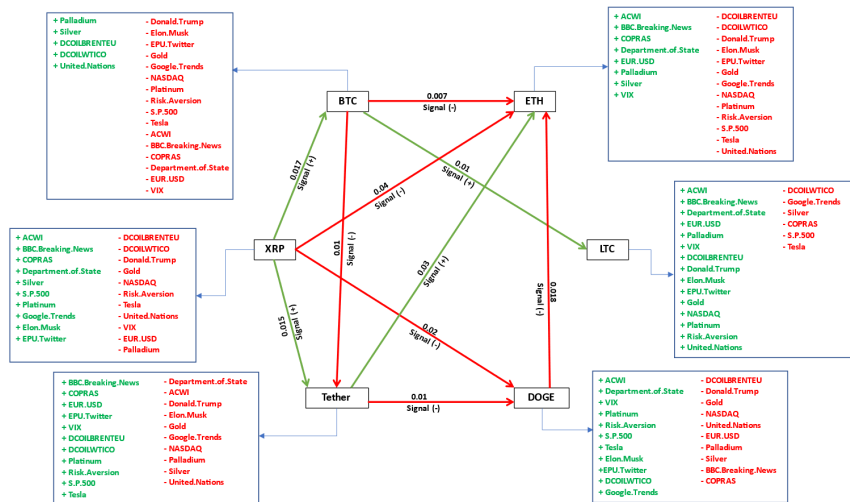 + Palladium
+ Silver
+ DCOILBRENTEU
+ DCOILWTICO
+ United.Nations
- Donald.Trump
- Elon.Musk
- EPU.Twitter
- Gold
- Google.Trends
- NASDAQ
- Platinum
- Risk.Aversion
- S.P.500
- Tesla
- ACWI
- BBC.Breaking.News
- COPRAS
- Department.of.State
- EUR.USD
- VIX
+ ACWI
+ BBC.Breaking.News
+ COPRAS
+ Department.of.State
+ EUR.USD
+ Palladium
+ Silver
+ VIX
- DCOILBRENTEU
- DCOILWTICO
- Donald.Trump
- Elon.Musk
- EPU.Twitter
- Gold
- Google.Trends
- NASDAQ
- Platinum
- Risk.Aversion
- S.P.500
- Tesla
- United.Nations
BTC
0.007
Signal (-)
ETH
0.017
Signal (+)
0.04
Signal (-)
0.01
Signal (+)
0.01
Signal (-)
0.03
Signal (+)
0.018
Signal (-)
XRP
LTC
0.015
Signal (+)
0.02
Signal (-)
Tether
0.01
Signal (-)
DOGE
+ ACWI
+ BBC.Breaking.News
+ COPRAS
+ Department.of.State
+ Silver
+ S.P.500
+ Platinum
+ Google.Trends
+ Elon.Musk
+ EPU.Twitter
- DCOILBRENTEU
- DCOILWTICO
- Donald.Trump
- Gold
- NASDAQ
- Risk.Aversion
- Tesla
- United.Nations
- VIX
- EUR.USD
- Palladium
+ ACWI
+ BBC.Breaking.News
+ Department.of.State
+ EUR.USD
+ Palladium
+ VIX
+ DCOILBRENTEU
+ Donald.Trump
+ Elon.Musk
+ EPU.Twitter
+ Gold
+ NASDAQ
+ Platinum
+ Risk.Aversion
+ United.Nations
- DCOILWTICO
- Google.Trends
- Silver
- COPRAS
- S.P.500
- Tesla
+ BBC.Breaking.News
+ COPRAS
+ EUR.USD
+ EPU.Twitter
+ VIX
+ DCOILBRENTEU
+ DCOILWTICO
+ Platinum
+ Risk.Aversion
+ S.P.500
+ Tesla
- Department.of.State
- ACWI
- Donald.Trump
- Elon.Musk
- Gold
- Google.Trends
- NASDAQ
- Palladium
- Silver
- United.Nations
+ ACWI
+ Department.of.State
+ VIX
+ Platinum
+ Risk.Aversion
+ S.P.500
+ Tesla
+ Elon.Musk
+EPU.Twitter
+ DCOILWTICO
+ Google.Trends
- DCOILBRENTEU
- Donald.Trump
- Gold
- NASDAQ
- United.Nations
- EUR.USD
- Palladium
- Silver
- BBC.Breaking.News
- COPRAS